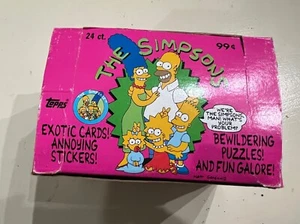 24 ct.
99¢
THE SIMPSONS
TOPPS
WE'RE
THE SIMPSONS,
MAN! WHAT'S
YOUR
PROBLEM?
EXOTIC CARDS!
ANNOYING
STICKERS!
BEWILDERING
PUZZLES!
AND FUN GALORE!